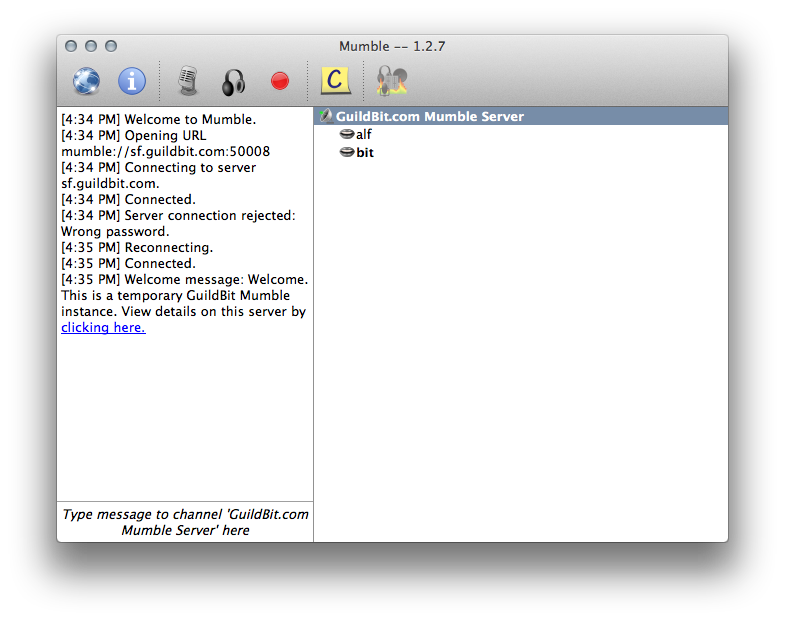 Mumble -- 1.2.7
C
[4:34 PM] Welcome to Mumble.
[4:34 PM] Opening URL
mumble://sf.guildbit.com:50008
[4:34 PM] Connecting to server
sf.guildbit.com.
[4:34 PM] Connected.
[4:34 PM] Server connection rejected:
Wrong password.
[4:35 PM] Reconnecting.
[4:35 PM] Connected.
[4:35 PM] Welcome message: Welcome.
This is a temporary GuildBit Mumble
instance. View details on this server by
clicking here.
Type message to channel 'GuildBit.com
Mumble Server' here
GuildBit.com Mumble Server
alf
bit